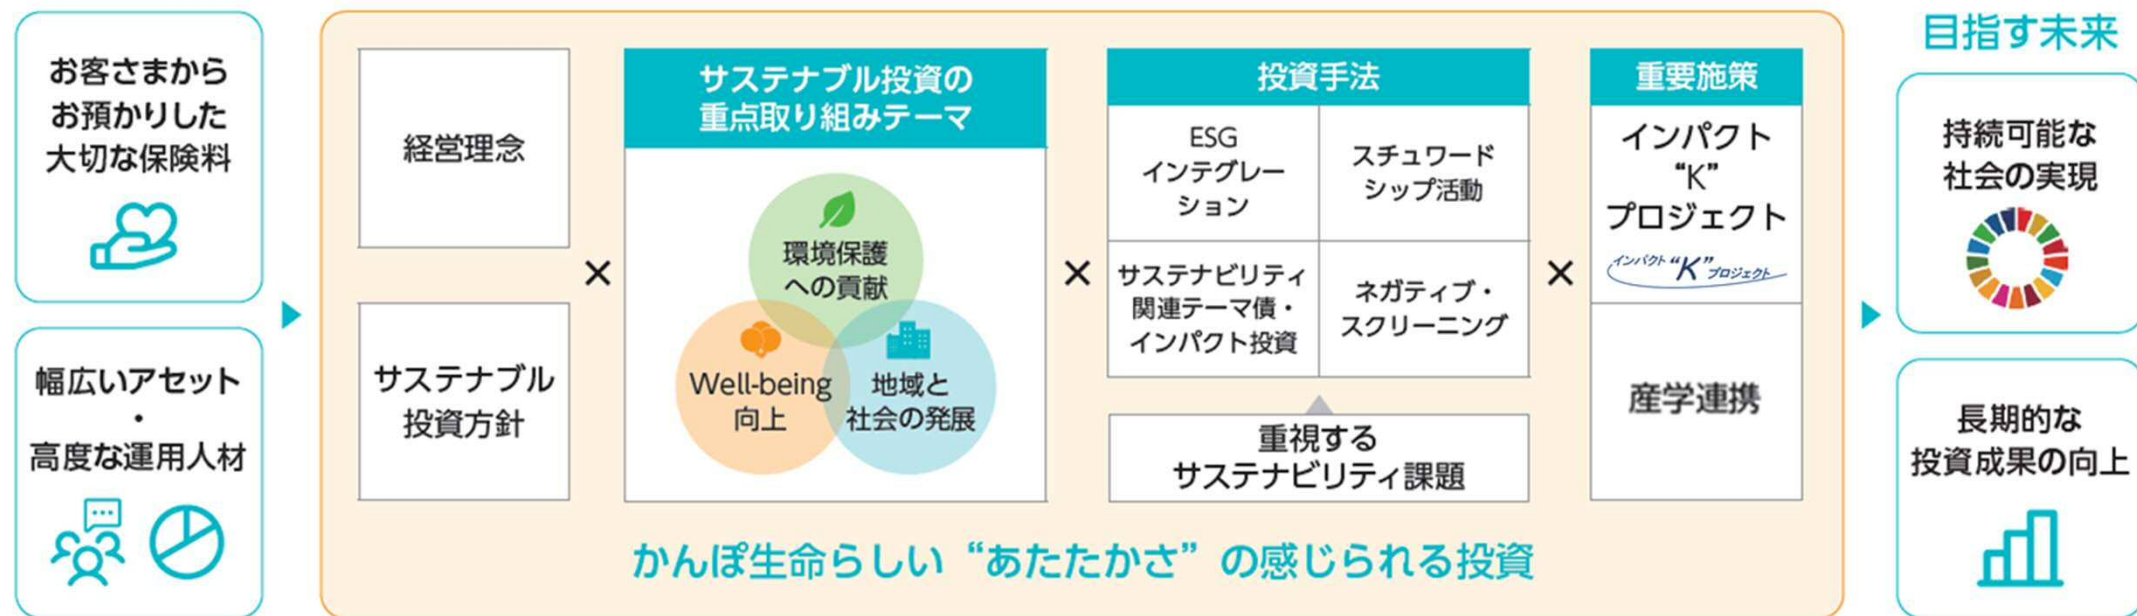 お客さまから
お預かりした
大切な保険料
幅広いアセット
・
高度な運用人材
経営理念
サステナブル
投資方針
×
サステナブル投資の
重点取り組みテーマ
環境保護
への貢献
Well-being
向上
地域と
社会の発展
×
投資手法
ESG
インテグレー
ション
スチュワード
シップ活動
サステナビリティ
関連テーマ債・
インパクト投資
ネガティブ・
スクリーニング
重視する
サステナビリティ課題
×
重要施策
インパクト
“K”
プロジェクト
インパクト“K”プロジェクト
産学連携
かんぽ生命らしい“あたたかさ”の感じられる投資
目指す未来
持続可能な
社会の実現
長期的な
投資成果の向上